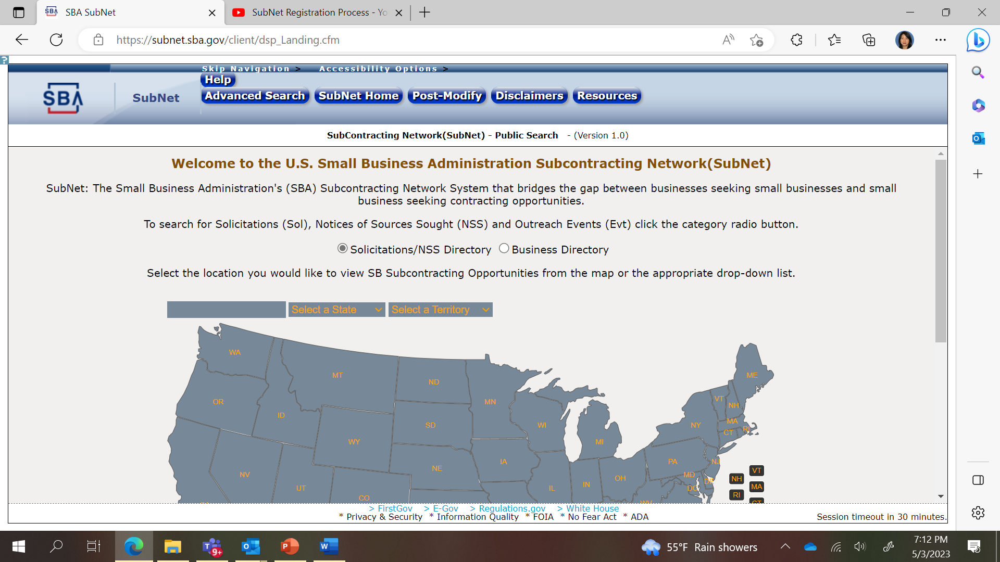 SBA SubNet
SubNet Registration Process - Yo
https://subnet.sba.gov/client/dsp_Landing.cfm
?
Skip Navigation > Accessibility Options >
Help
SBA SubNet
Advanced Search SubNet Home Post-Modify Disclaimers Resources
SubContracting Network(SubNet) - Public Search - (Version 1.0)
Welcome to the U.S. Small Business Administration Subcontracting Network(SubNet)
SubNet: The Small Business Administration's (SBA) Subcontracting Network System that bridges the gap between businesses seeking small businesses and small
business seeking contracting opportunities.
To search for Solicitations (Sol), Notices of Sources Sought (NSS) and Outreach Events (Evt) click the category radio button.
Solicitations/NSS Directory Business Directory
Select the location you would like to view SB Subcontracting Opportunities from the map or the appropriate drop-down list.
Select a State Select a Territory
WA
MT
ND
ME
OR
ID
MN
VT
NH
SD
WI
NY
MA
CT
RI
WY
MI
IA
PA
NJ
NE
NV
UT
CO
IL
IN
OH
MD
DE
DC
WV
VT
NH
MA
RI
CT
> FirstGov > E-Gov > Regulations.gov > White House
* Privacy & Security * Information Quality * FOIA * No Fear Act * ADA
Session timeout in 30 minutes.
9+
55°F Rain showers
7:12 PM
5/3/2023